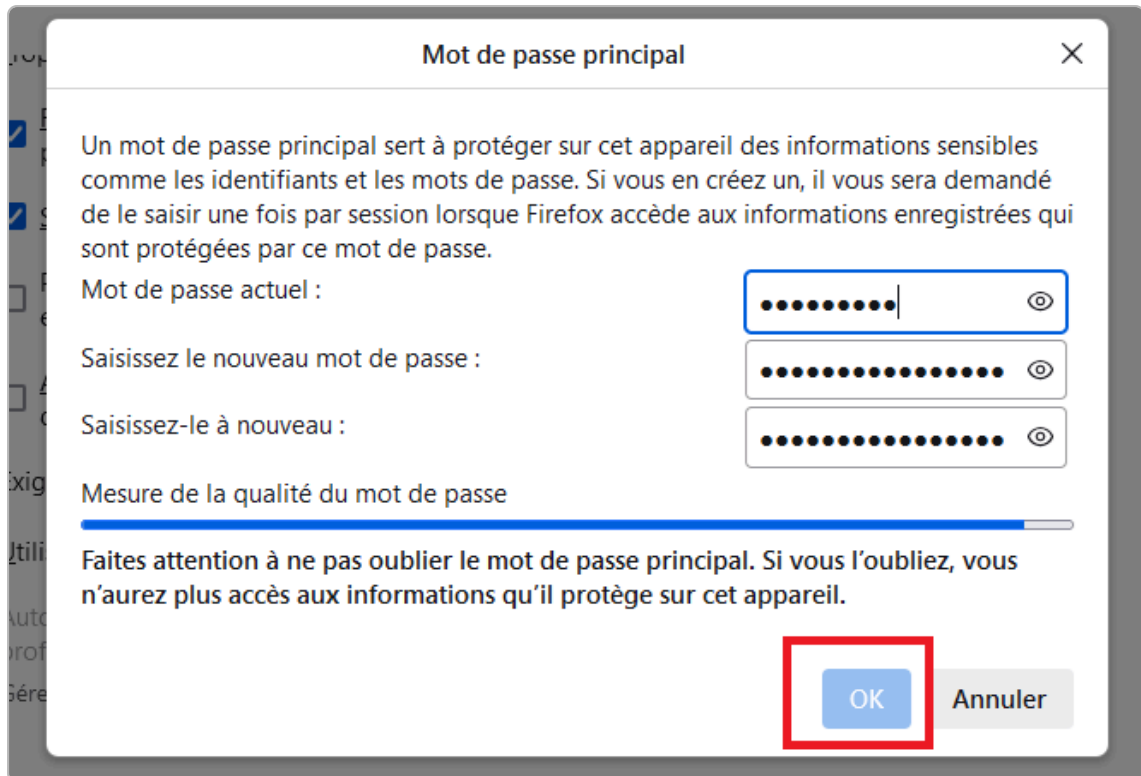 Mot de passe principal
Un mot de passe principal sert à protéger sur cet appareil des informations sensibles
comme les identifiants et les mots de passe. Si vous en créez un, il vous sera demandé
de le saisir une fois par session lorsque Firefox accède aux informations enregistrées qui
sont protégées par ce mot de passe.
Mot de passe actuel :
Saisissez le nouveau mot de passe :
Saisissez-le à nouveau :
Mesure de la qualité du mot de passe
Faites attention à ne pas oublier le mot de passe principal. Si vous l’oubliez, vous
n’aurez plus accès aux informations qu’il protège sur cet appareil.
OK
Annuler